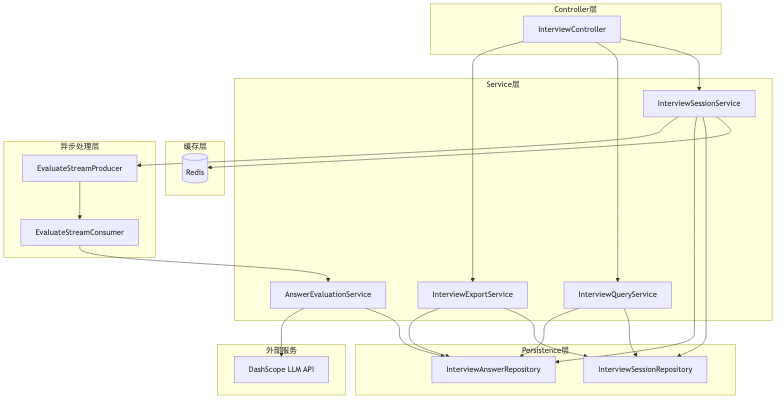 Controller层
InterviewController
Service层
InterviewSessionService
异步处理层
缓存层
EvaluateStreamProducer
Redis
EvaluateStreamConsumer
AnswerEvaluationService
InterviewExportService
InterviewQueryService
外部服务
Persistence层
DashScope LLM API
InterviewAnswerRepository
InterviewSessionRepository